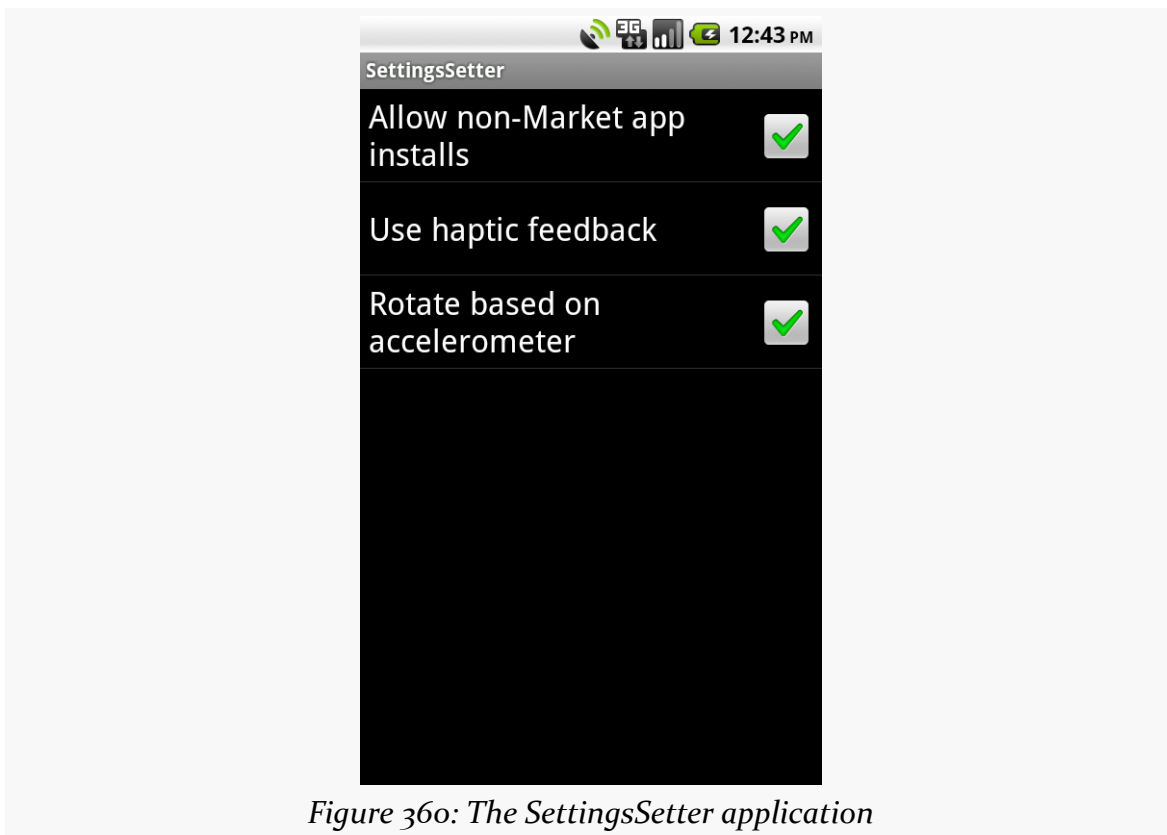 3G 12:43 PM
SettingsSetter
Allow non-Market app
installs
Use haptic feedback
Rotate based on
accelerometer
Figure 360: The SettingsSetter application